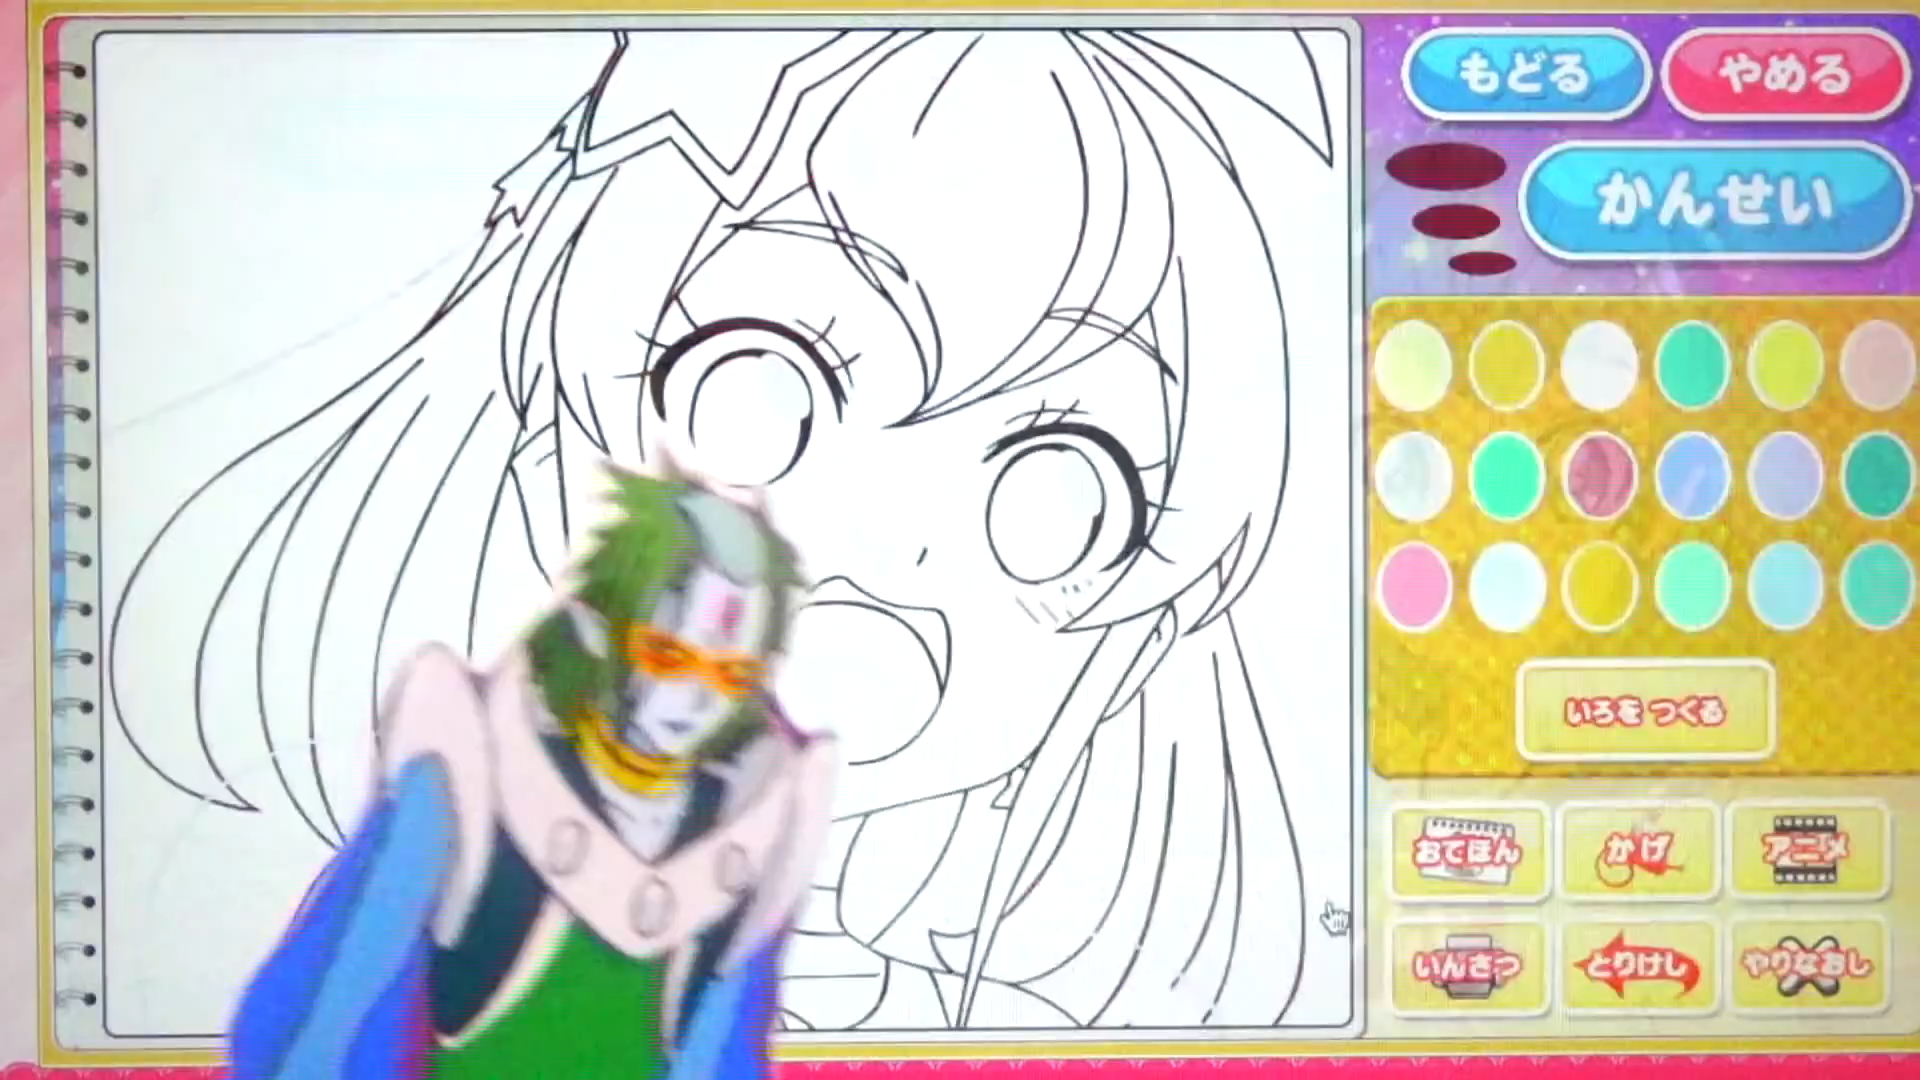 もどる
やめる
かんせい
いろを つくる
おてほん
かげ
アニメ
いんさつ
とりけし
やりなおし